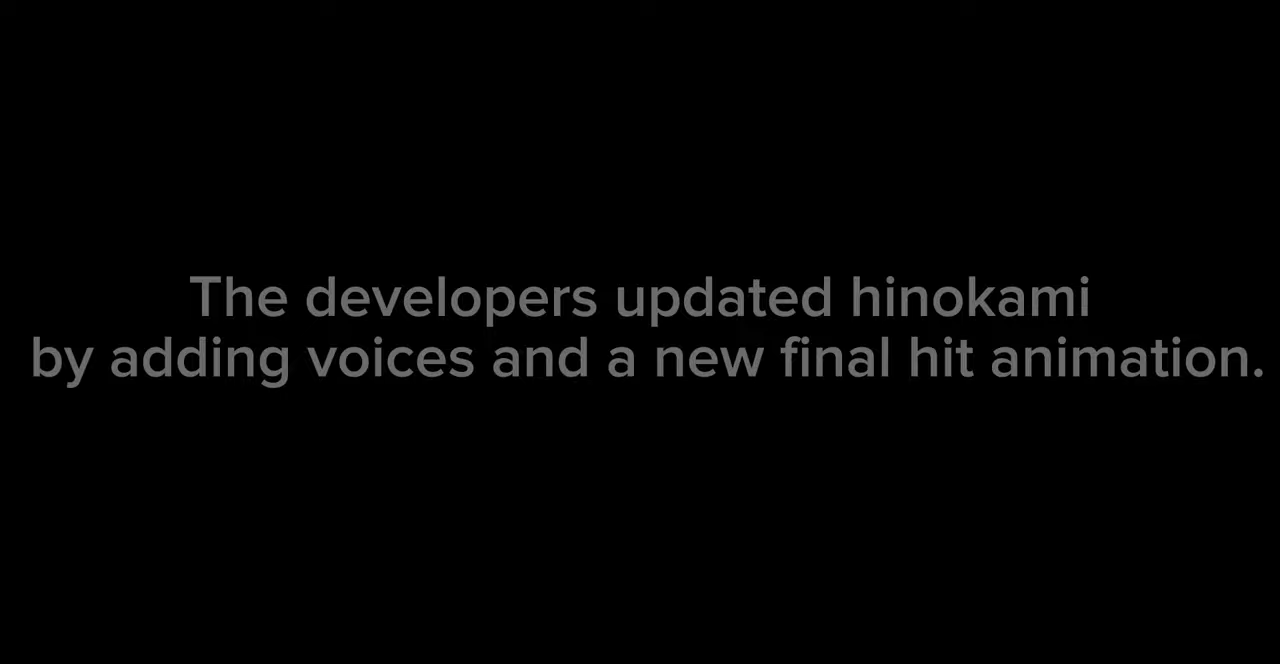 The developers updated hinokami
by adding voices and a new final hit animation.